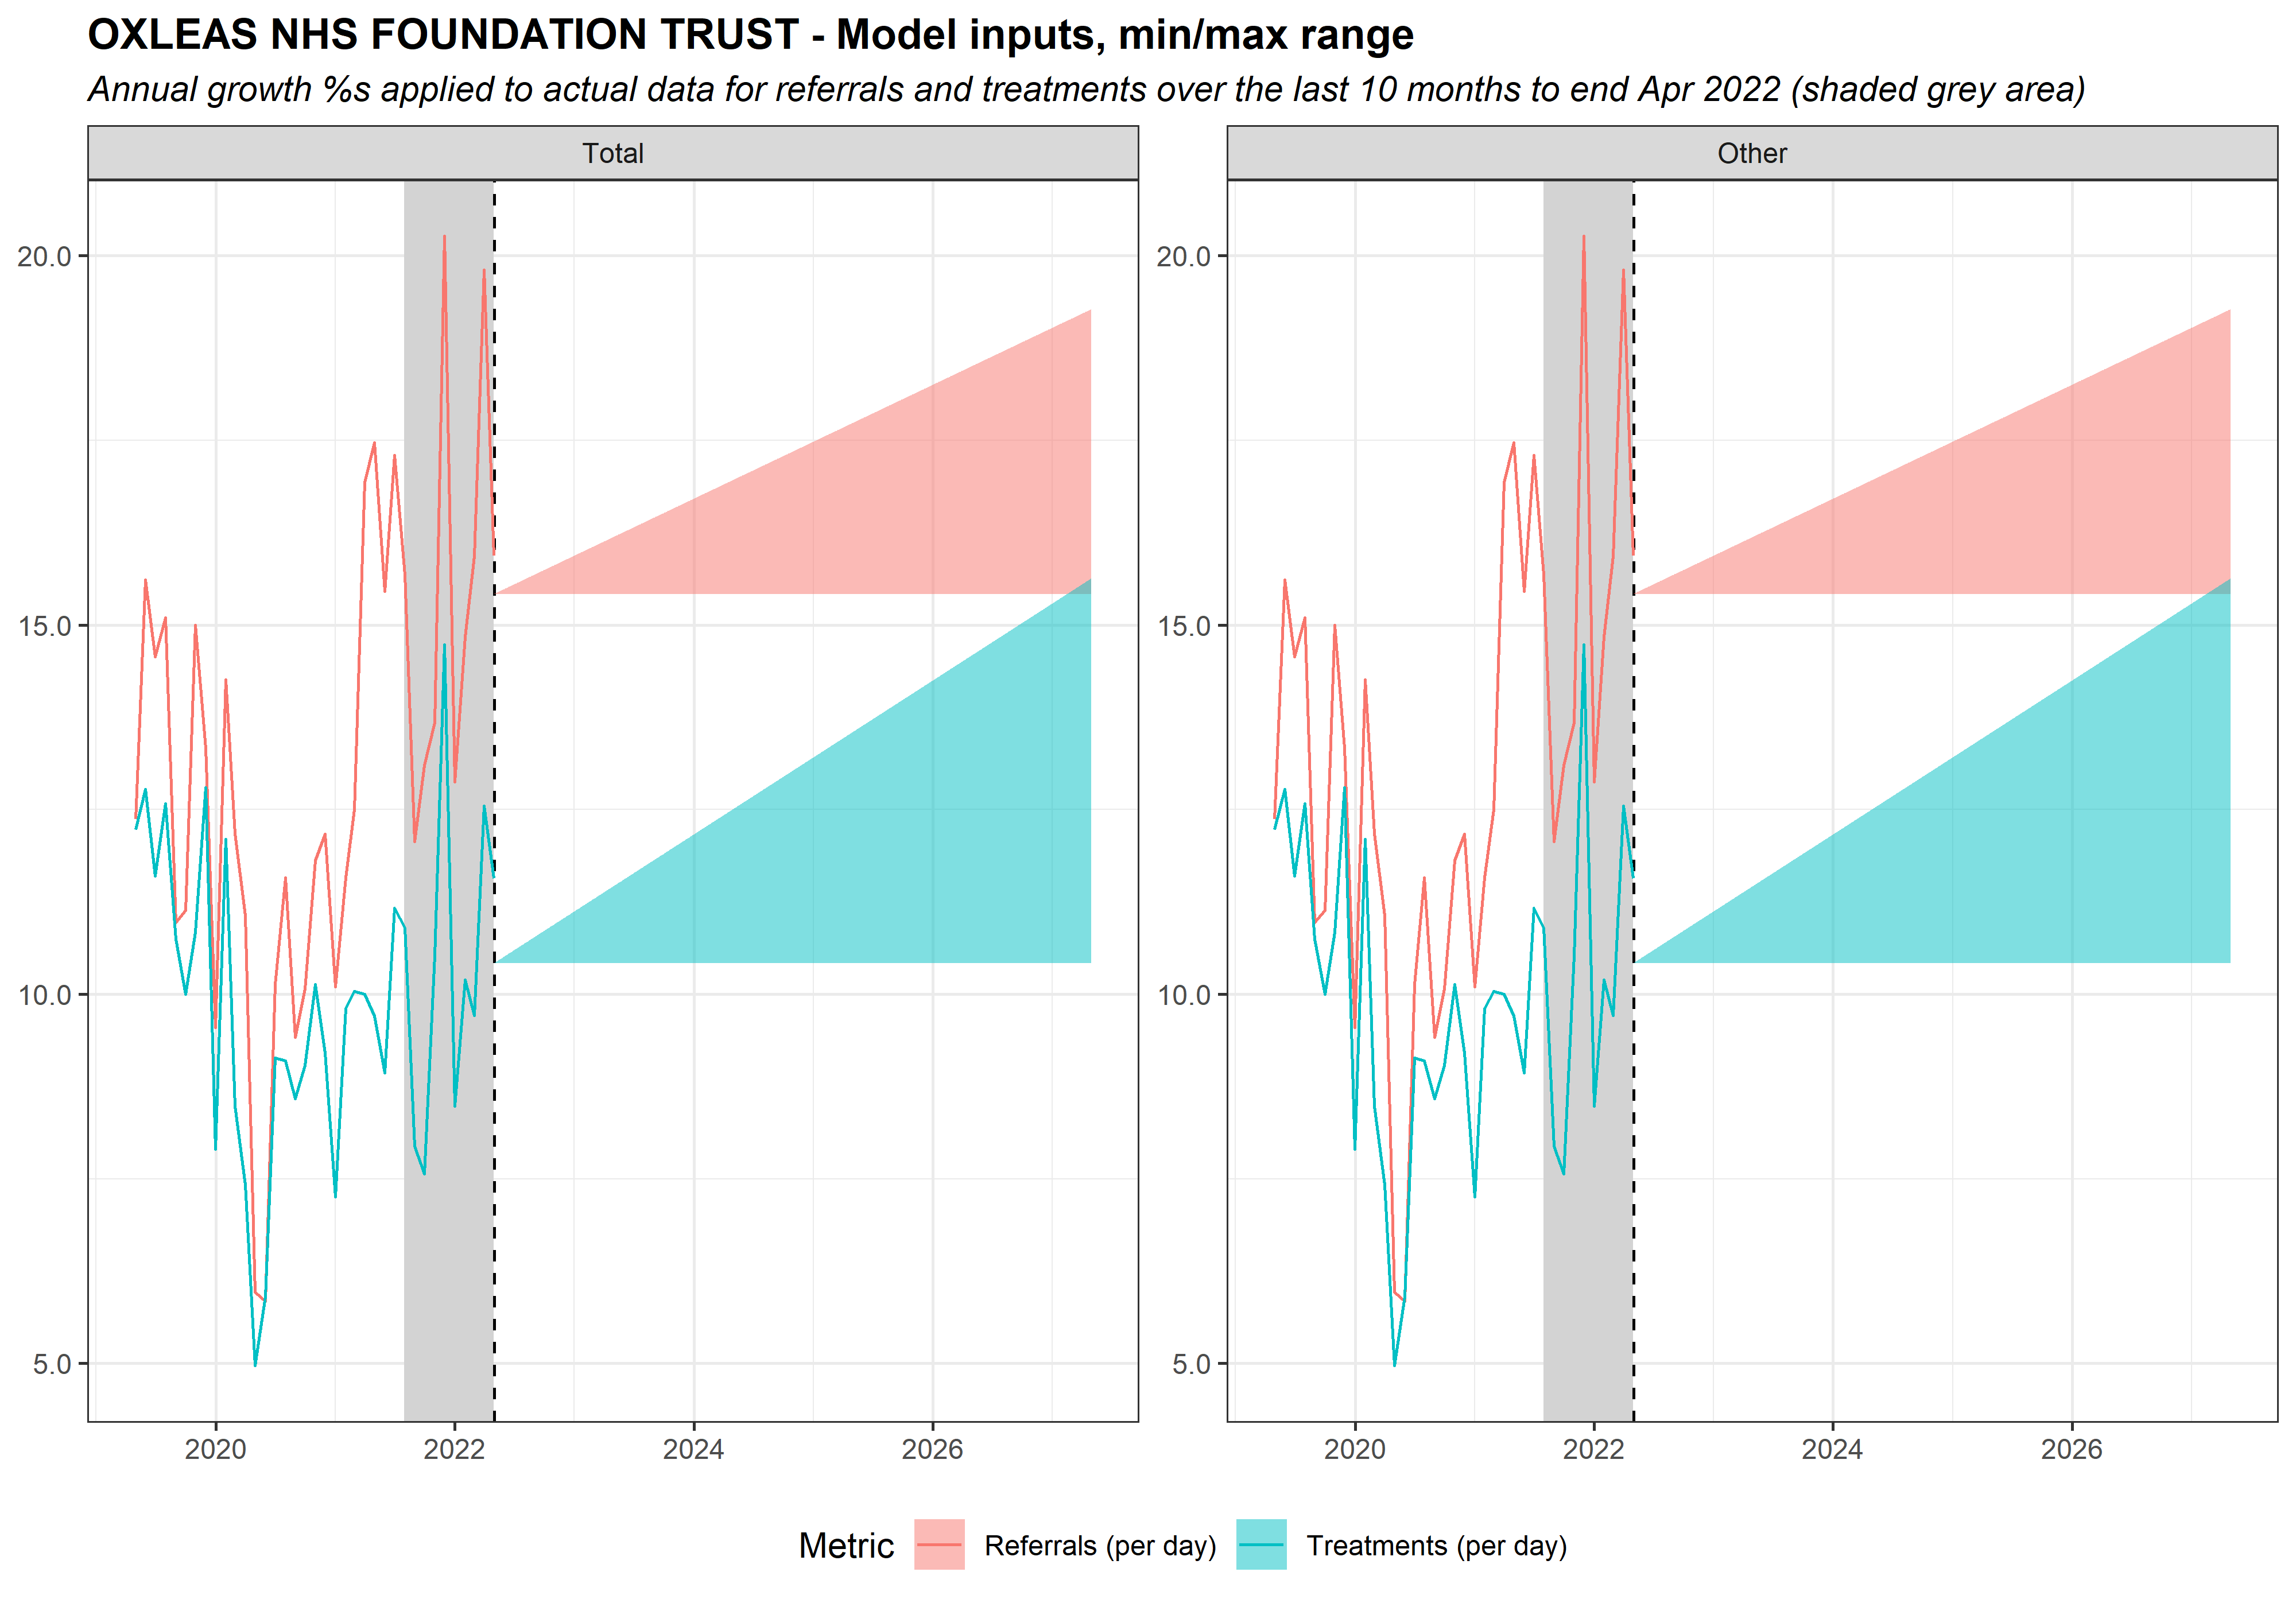 OXLEAS NHS FOUNDATION TRUST - Model inputs, min/max range
Annual growth %s applied to actual data for referrals and treatments over the last 10 months to end Apr 2022 (shaded grey area)
Total
Other
20.0
15.0
10.0
5.0
20.0
15.0
10.0
5.0
2020 2022 2024 2026
2020 2022 2024 2026
Metric Referrals (per day) Treatments (per day)